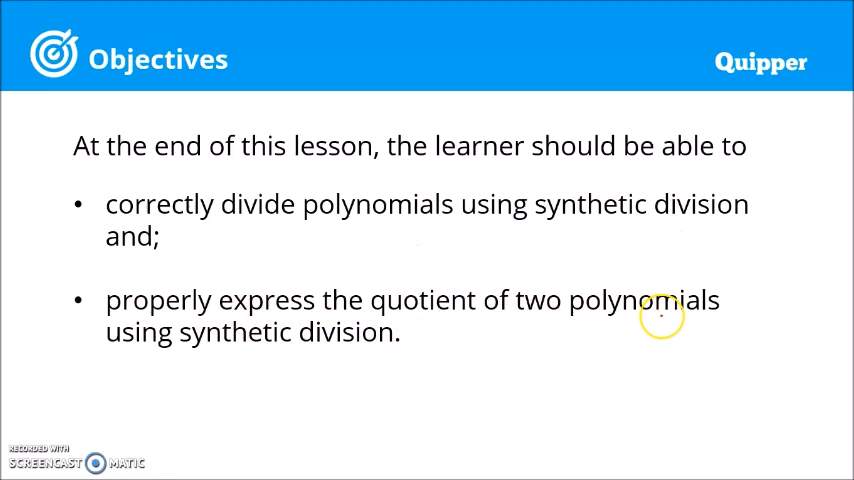 Objectives
Quipper
At the end of this lesson, the learner should be able to
• correctly divide polynomials using synthetic division
and;
• properly express the quotient of two polynomials
using synthetic division.
RECORDED WITH
SCREENCAST MATIC